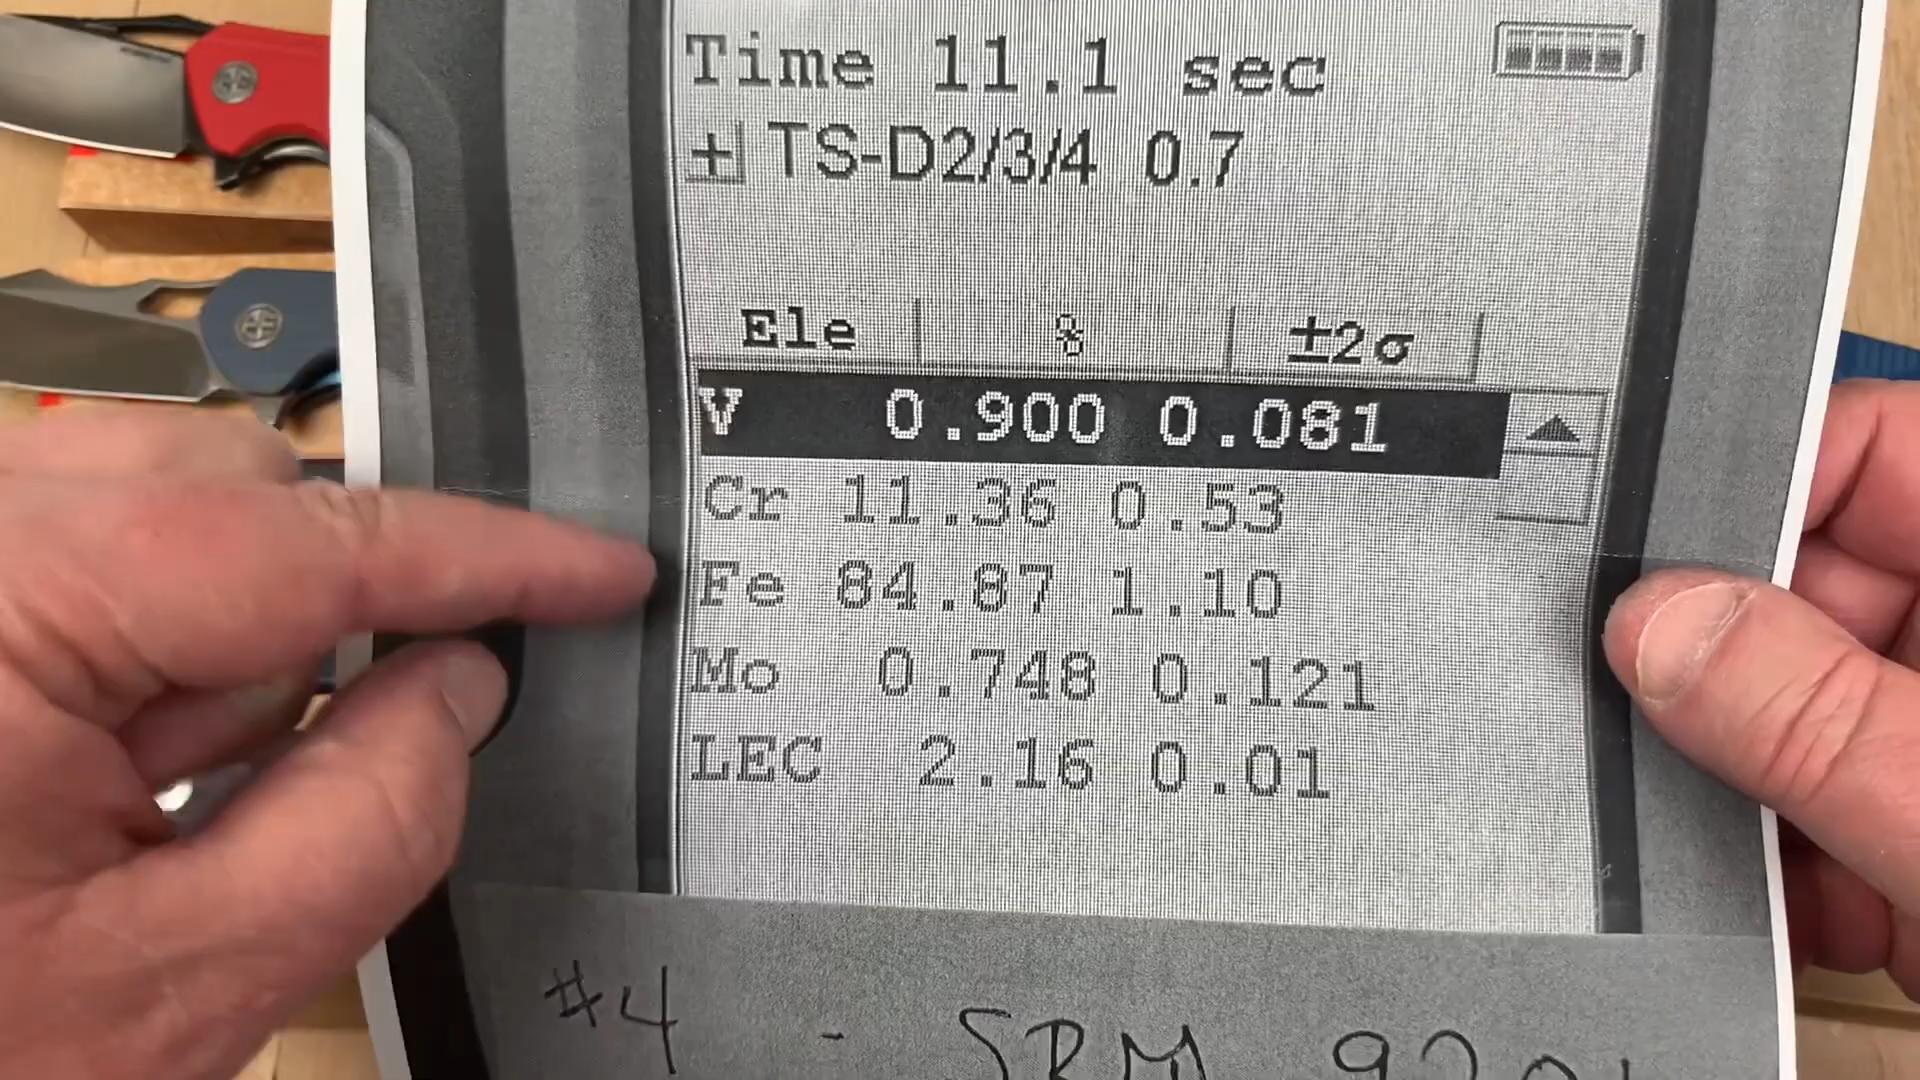 Time 11.1 sec
+ TS-D2/3/4 0.7
Ele % ±2σ
V 0.900 0.081
Cr 11.36 0.53
Fe 84.87 1.10
Mo 0.748 0.121
LEC 2.16 0.01
#4 - SRM